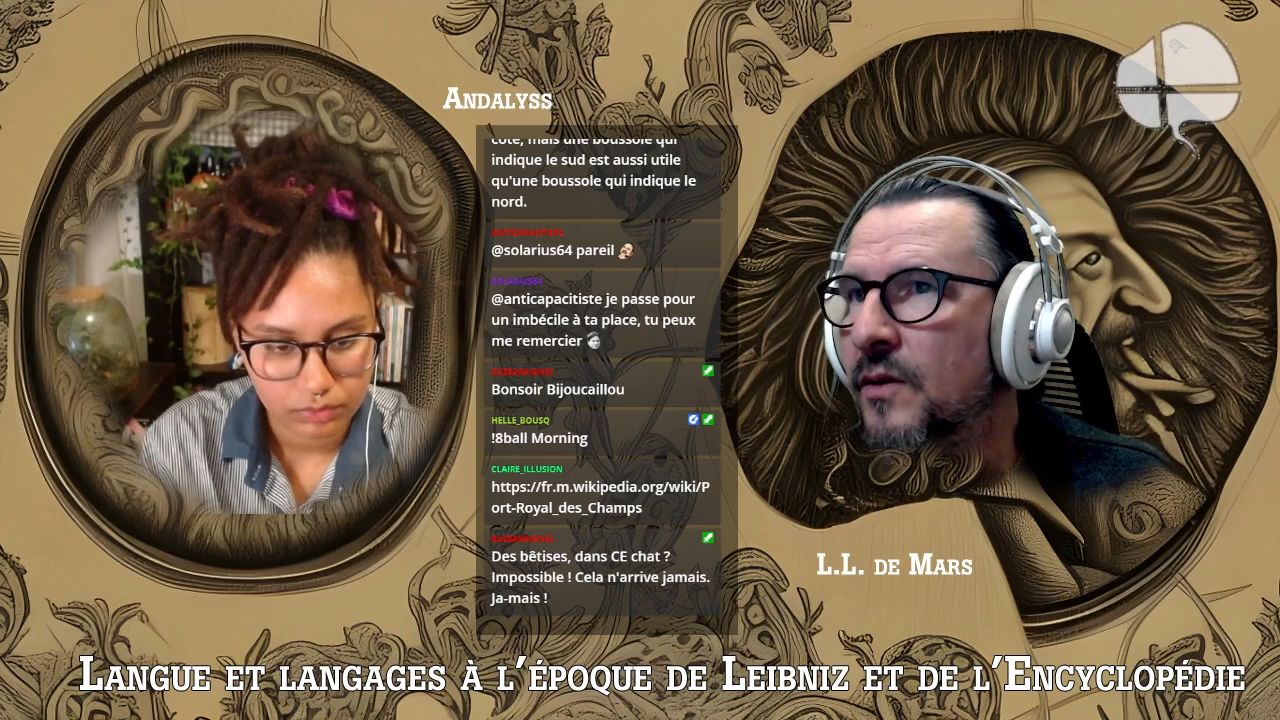 Andalyss
cote, mais une boussole qui
indique le sud est aussi utile
qu'une boussole qui indique le
nord.
@solarius64 pareil
SOLARIUS64
@anticapacitiste je passe pour
un imbécile à ta place, tu peux
me remercier
Bonsoir Bijoucaillou
HELLE_BOUSQ
!8ball Morning
CLAIRE_ILLUSION
https://fr.m.wikipedia.org/wiki/P
ort-Royal_des_Champs
Des bêtises, dans CE chat ?
Impossible ! Cela n'arrive jamais.
Ja-mais !
L.L. de Mars
Langue et langages à l'époque de Leibniz et de l'Encyclopédie